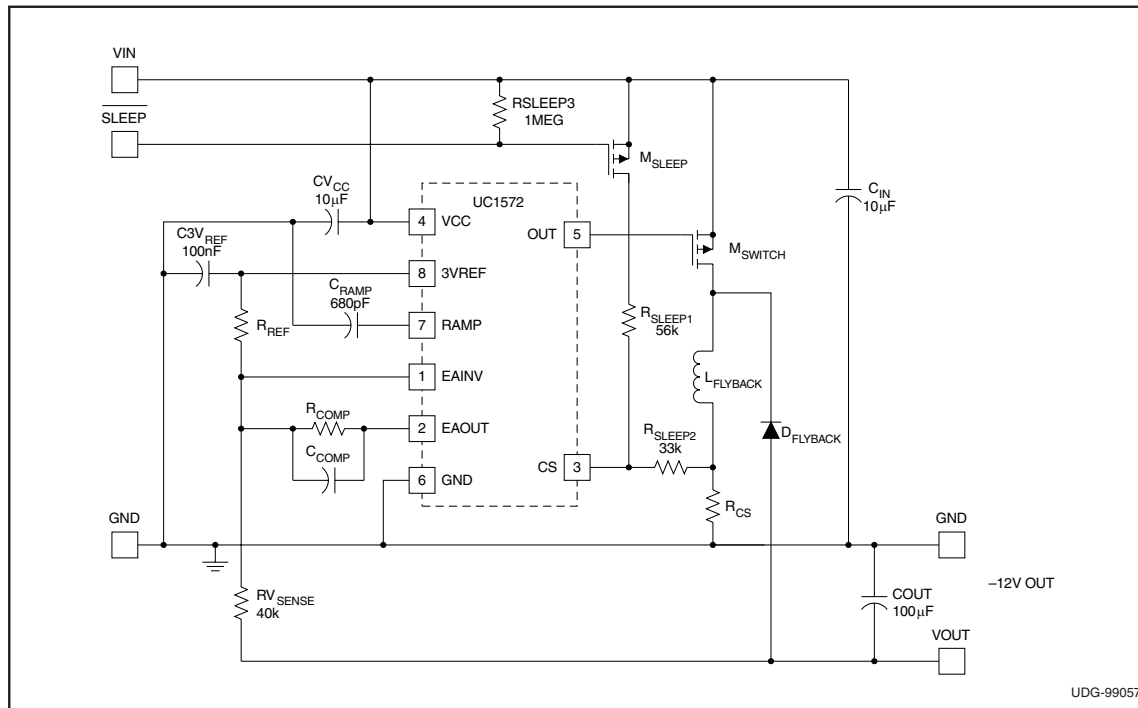 VIN
SLEEP
RSLEEP3
1MEG
MSLEEP
CVCC
10µF
UC1572
CIN
10µF
4
VCC
OUT
5
MSWITCH
C3VREF
100nF
8
3VREF
CRAMP
680pF
7
RAMP
RREF
RSLEEP1
56k
LFLYBACK
1
EAINV
RCOMP
2
EAOUT
CCOMP
RSLEEP2
33k
DFLYBACK
CS
3
6
GND
RCS
GND
GND
RVSENSE
40k
COUT
100µF
–12V OUT
VOUT
UDG-99057